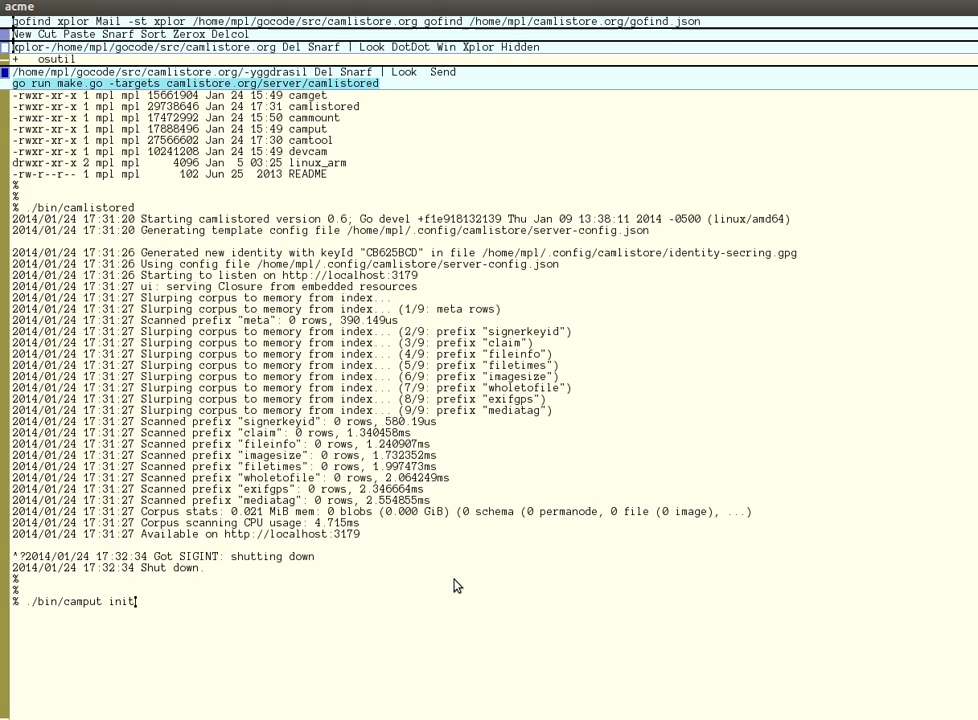 acme
gofind xplor Mail -st xplor /home/mpl/gocode/src/camlistore.org gofind /home/mpl/gofind.json
New Cut Paste Snarf Sort Zerox Delcol
xplor-/home/mpl/gocode/src/camlistore.org Del Snarf | Look DotDot Win Xplor Hidden
+   osutil
/home/mpl/gocode/src/camlistore.org/-yggdrasil Del Snarf | Look  Send
go run make.go -targets camlistore.org/server/camlistored
-rwxr-xr-x 1 mpl mpl 15661904 Jan 24 15:49 camget
-rwxr-xr-x 1 mpl mpl 29738646 Jan 24 17:31 camlistored
-rwxr-xr-x 1 mpl mpl 17472992 Jan 24 15:50 cammount
-rwxr-xr-x 1 mpl mpl 17888496 Jan 24 15:49 camput
-rwxr-xr-x 1 mpl mpl 27566602 Jan 24 17:30 camtool
-rwxr-xr-x 1 mpl mpl 10241208 Jan 24 15:49 devcam
drwxr-xr-x 2 mpl mpl     4096 Jan  5 03:25 linux_arm
-rw-r--r-- 1 mpl mpl      102 Jun 25  2013 README
%
%
% ./bin/camlistored
2014/01/24 17:31:20 Starting camlistored version 0.6; Go devel +f1e918132139 Thu Jan 09 13:38:11 2014 -0500 (linux/amd64)
2014/01/24 17:31:20 Generating template config file /home/mpl/.config/camlistore/server-config.json
2014/01/24 17:31:26 Generated new identity with keyId "CB625BCD" in file /home/mpl/.config/camlistore/identity-secring.gpg
2014/01/24 17:31:26 Using config file /home/mpl/.config/camlistore/server-config.json
2014/01/24 17:31:26 Starting to listen on http://localhost:3179
2014/01/24 17:31:27 ui: serving Closure from embedded resources
2014/01/24 17:31:27 Slurping corpus to memory from index...
2014/01/24 17:31:27 Slurping corpus to memory from index... (1/9: meta rows)
2014/01/24 17:31:27 Scanned prefix "meta": 0 rows, 390.149us
2014/01/24 17:31:27 Slurping corpus to memory from index... (2/9: prefix "signerkeyid")
2014/01/24 17:31:27 Slurping corpus to memory from index... (3/9: prefix "claim")
2014/01/24 17:31:27 Slurping corpus to memory from index... (4/9: prefix "fileinfo")
2014/01/24 17:31:27 Slurping corpus to memory from index... (5/9: prefix "filetimes")
2014/01/24 17:31:27 Slurping corpus to memory from index... (6/9: prefix "imagesize")
2014/01/24 17:31:27 Slurping corpus to memory from index... (7/9: prefix "wholetofile")
2014/01/24 17:31:27 Slurping corpus to memory from index... (8/9: prefix "exifgps")
2014/01/24 17:31:27 Slurping corpus to memory from index... (9/9: prefix "mediatag")
2014/01/24 17:31:27 Scanned prefix "signerkeyid": 0 rows, 580.19us
2014/01/24 17:31:27 Scanned prefix "claim": 0 rows, 1.340458ms
2014/01/24 17:31:27 Scanned prefix "fileinfo": 0 rows, 1.240907ms
2014/01/24 17:31:27 Scanned prefix "imagesize": 0 rows, 1.732352ms
2014/01/24 17:31:27 Scanned prefix "filetimes": 0 rows, 1.997473ms
2014/01/24 17:31:27 Scanned prefix "wholetofile": 0 rows, 2.064249ms
2014/01/24 17:31:27 Scanned prefix "exifgps": 0 rows, 2.346664ms
2014/01/24 17:31:27 Scanned prefix "mediatag": 0 rows, 2.554855ms
2014/01/24 17:31:27 Corpus stats: 0.021 MiB mem: 0 blobs (0.000 GiB) (0 schema (0 permanode, 0 file (0 image), ...)
2014/01/24 17:31:27 Corpus scanning CPU usage: 4.715ms
2014/01/24 17:31:27 Available on http://localhost:3179
^?2014/01/24 17:32:34 Got SIGINT: shutting down
2014/01/24 17:32:34 Shut down.
%
%
% ./bin/camput init